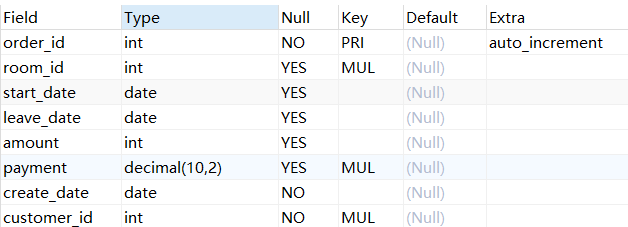 Field Type Null Key Default Extra
order_id int NO PRI (Null) auto_increment
room_id int YES MUL (Null)
start_date date YES (Null)
leave_date date YES (Null)
amount int YES (Null)
payment decimal(10,2) YES MUL (Null)
create_date date NO (Null)
customer_id int NO MUL (Null)